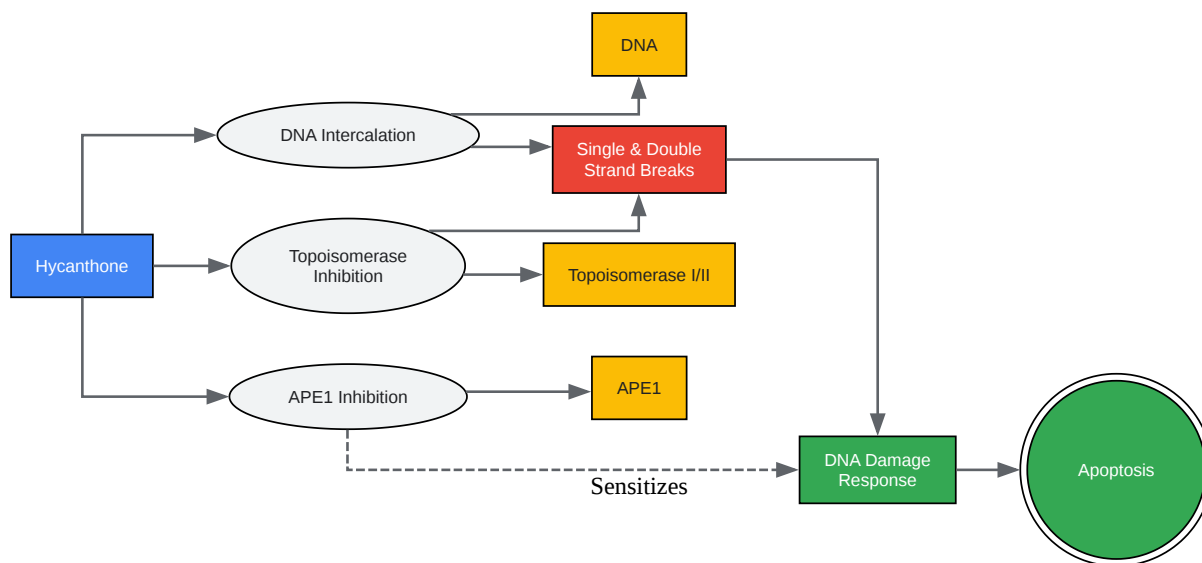 DNA
DNA Intercalation
Single & Double
Strand Breaks
Hycanthone
Topoisomerase
Inhibition
Topoisomerase I/II
APE1 Inhibition
APE1
Sensitizes
DNA Damage
Response
Apoptosis